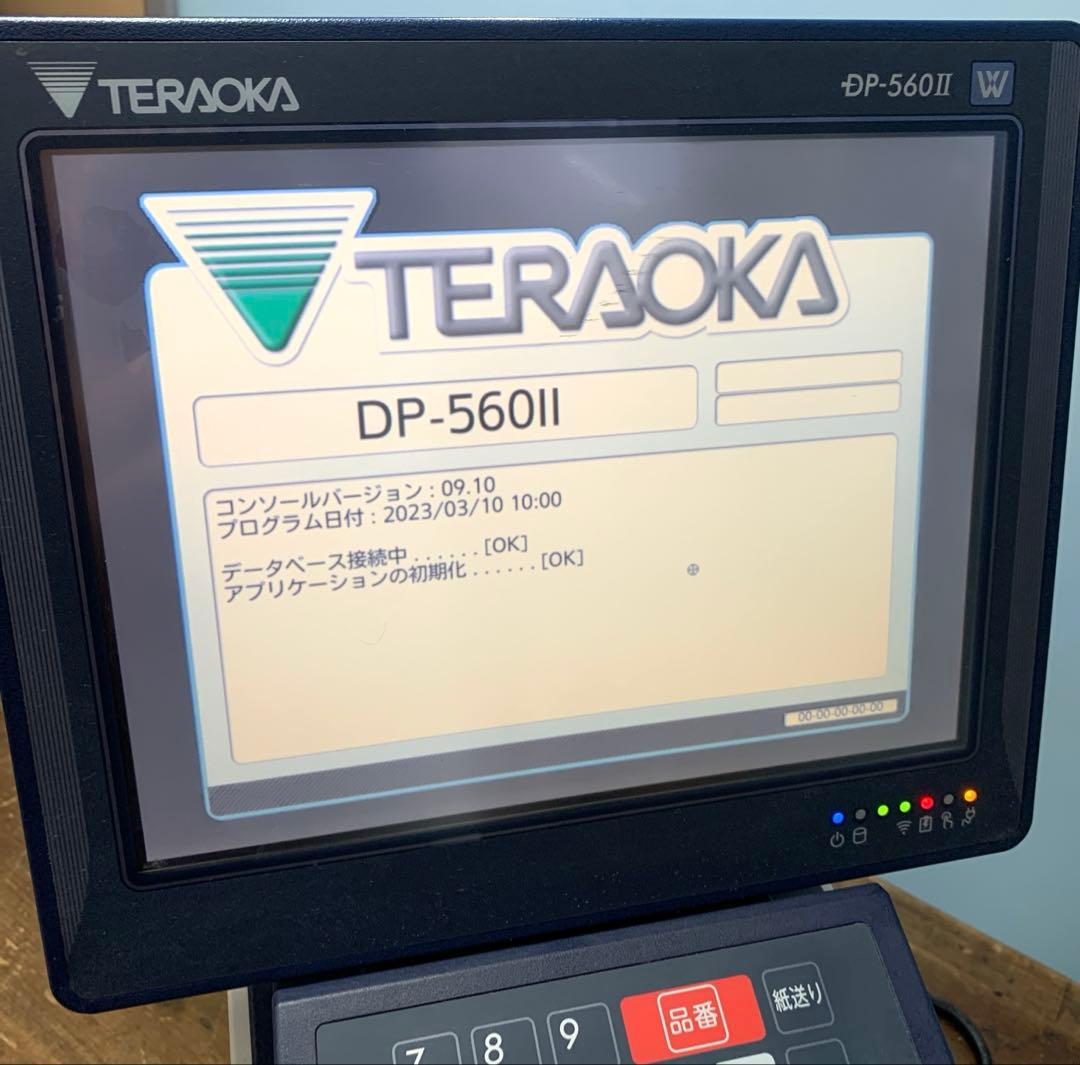 TERAOKA
DP-560II
W
TERAOKA
DP-560II
コンソールバージョン : 09.10
プログラム日付 : 2023/03/10 10:00
データベース接続中 . . . . . . [OK]
アプリケーションの初期化 . . . . . . [OK]
00-00-00-00-00
7
8
9
品番
紙送り